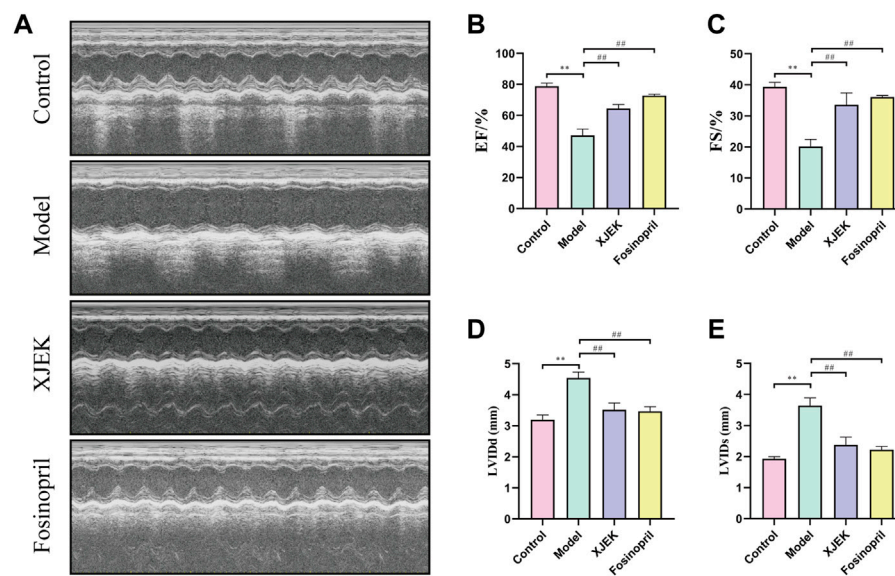 A
Control
Model
XJEK
Fosinopril
B
EF/%
100
80
60
40
20
0
**
##
##
Control
Model
XJEK
Fosinopril
C
FS/%
50
40
30
20
10
0
**
##
##
Control
Model
XJEK
Fosinopril
D
LVIDd (mm)
5
4
3
2
1
0
**
##
##
Control
Model
XJEK
Fosinopril
E
LVIDs (mm)
5
4
3
2
1
0
**
##
##
Control
Model
XJEK
Fosinopril